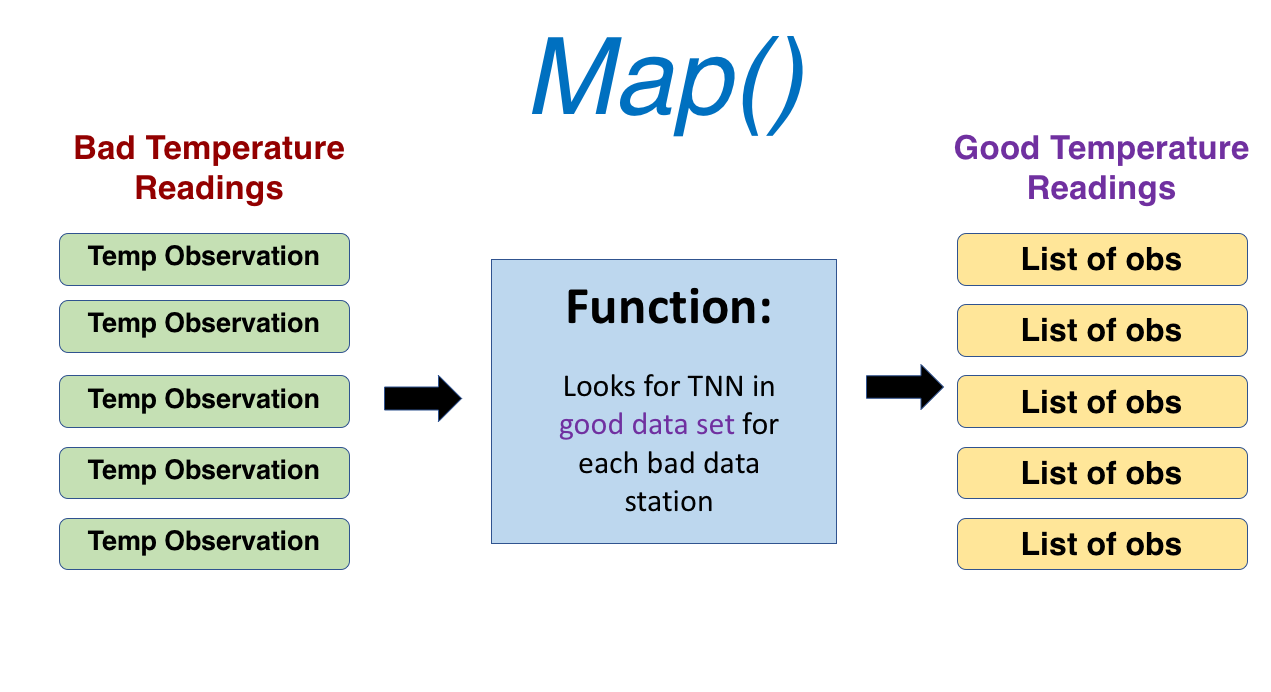 Map()
Bad Temperature
Readings
Temp Observation
Temp Observation
Temp Observation
Temp Observation
Temp Observation
Function:
Looks for TNN in
good data set for
each bad data
station
Good Temperature
Readings
List of obs
List of obs
List of obs
List of obs
List of obs